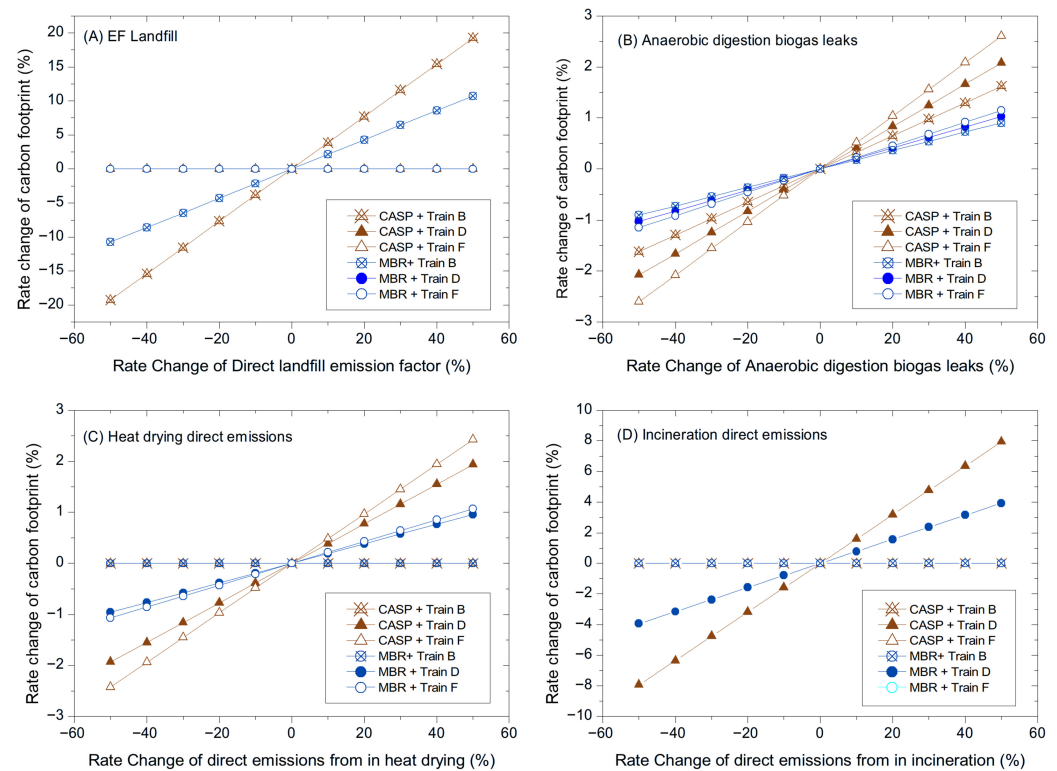 (A) EF Landfill
Rate change of carbon footprint (%)
20
15
10
5
0
−5
−10
−15
−20
−60
−40
−20
0
20
40
60
CASP + Train B
CASP + Train D
CASP + Train F
MBR+ Train B
MBR + Train D
MBR + Train F
Rate Change of Direct landfill emission factor (%)
(B) Anaerobic digestion biogas leaks
Rate change of carbon footprint (%)
3
2
1
0
−1
−2
−3
−60
−40
−20
0
20
40
60
CASP + Train B
CASP + Train D
CASP + Train F
MBR+ Train B
MBR + Train D
MBR + Train F
Rate Change of Anaerobic digestion biogas leaks (%)
(C) Heat drying direct emissions
Rate change of carbon footprint (%)
3
2
1
0
−1
−2
−3
−60
−40
−20
0
20
40
60
CASP + Train B
CASP + Train D
CASP + Train F
MBR+ Train B
MBR + Train D
MBR + Train F
Rate Change of direct emissions from in heat drying (%)
(D) Incineration direct emissions
Rate change of carbon footprint (%)
10
8
6
4
2
0
−2
−4
−6
−8
−10
−60
−40
−20
0
20
40
60
CASP + Train B
CASP + Train D
CASP + Train F
MBR+ Train B
MBR + Train D
MBR + Train F
Rate Change of direct emissions from in incineration (%)